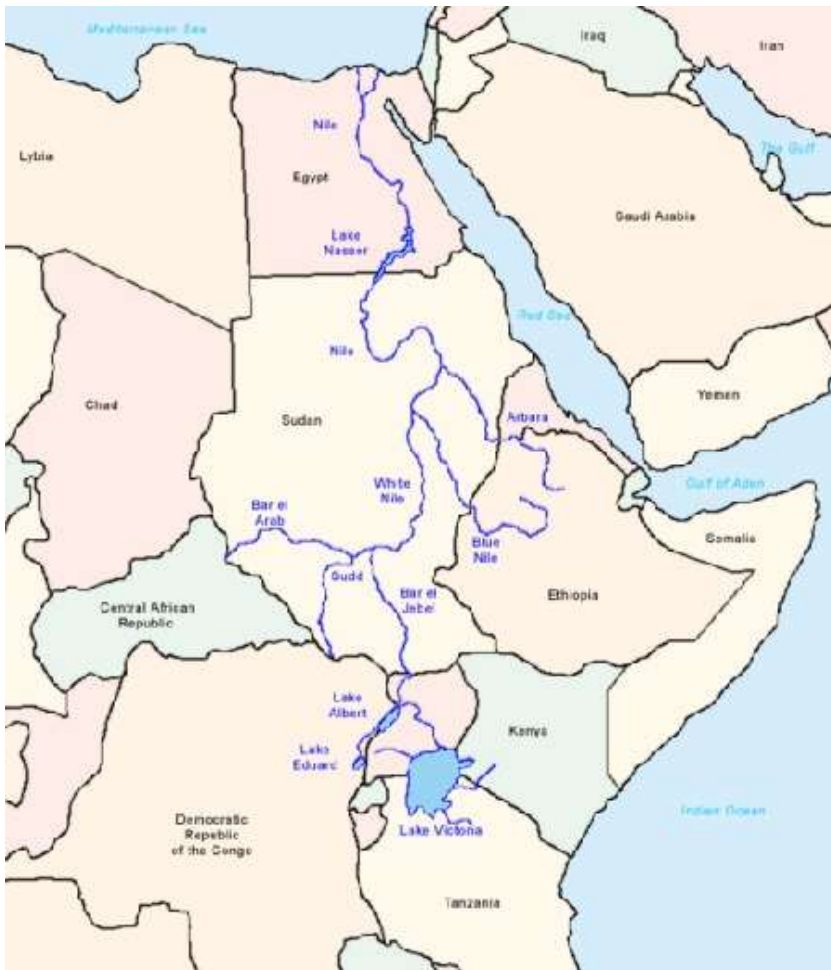 Mediterranean Sea
Iraq
Iran
Nile
Lybia
The Gulf
Egypt
Saudi Arabia
Lake
Nasser
Red Sea
Nile
Chad
Yemen
Arbara
Sudan
White
Nile
Gulf of Aden
Bar el
Arab
Somalia
Blue
Nile
Sudd
Bar el
Jebel
Ethiopia
Central African
Republic
Lake
Albert
Kenya
Lake
Eduard
Indian Ocean
Democratic
Republic
of the Congo
Lake Victoria
Tanzania